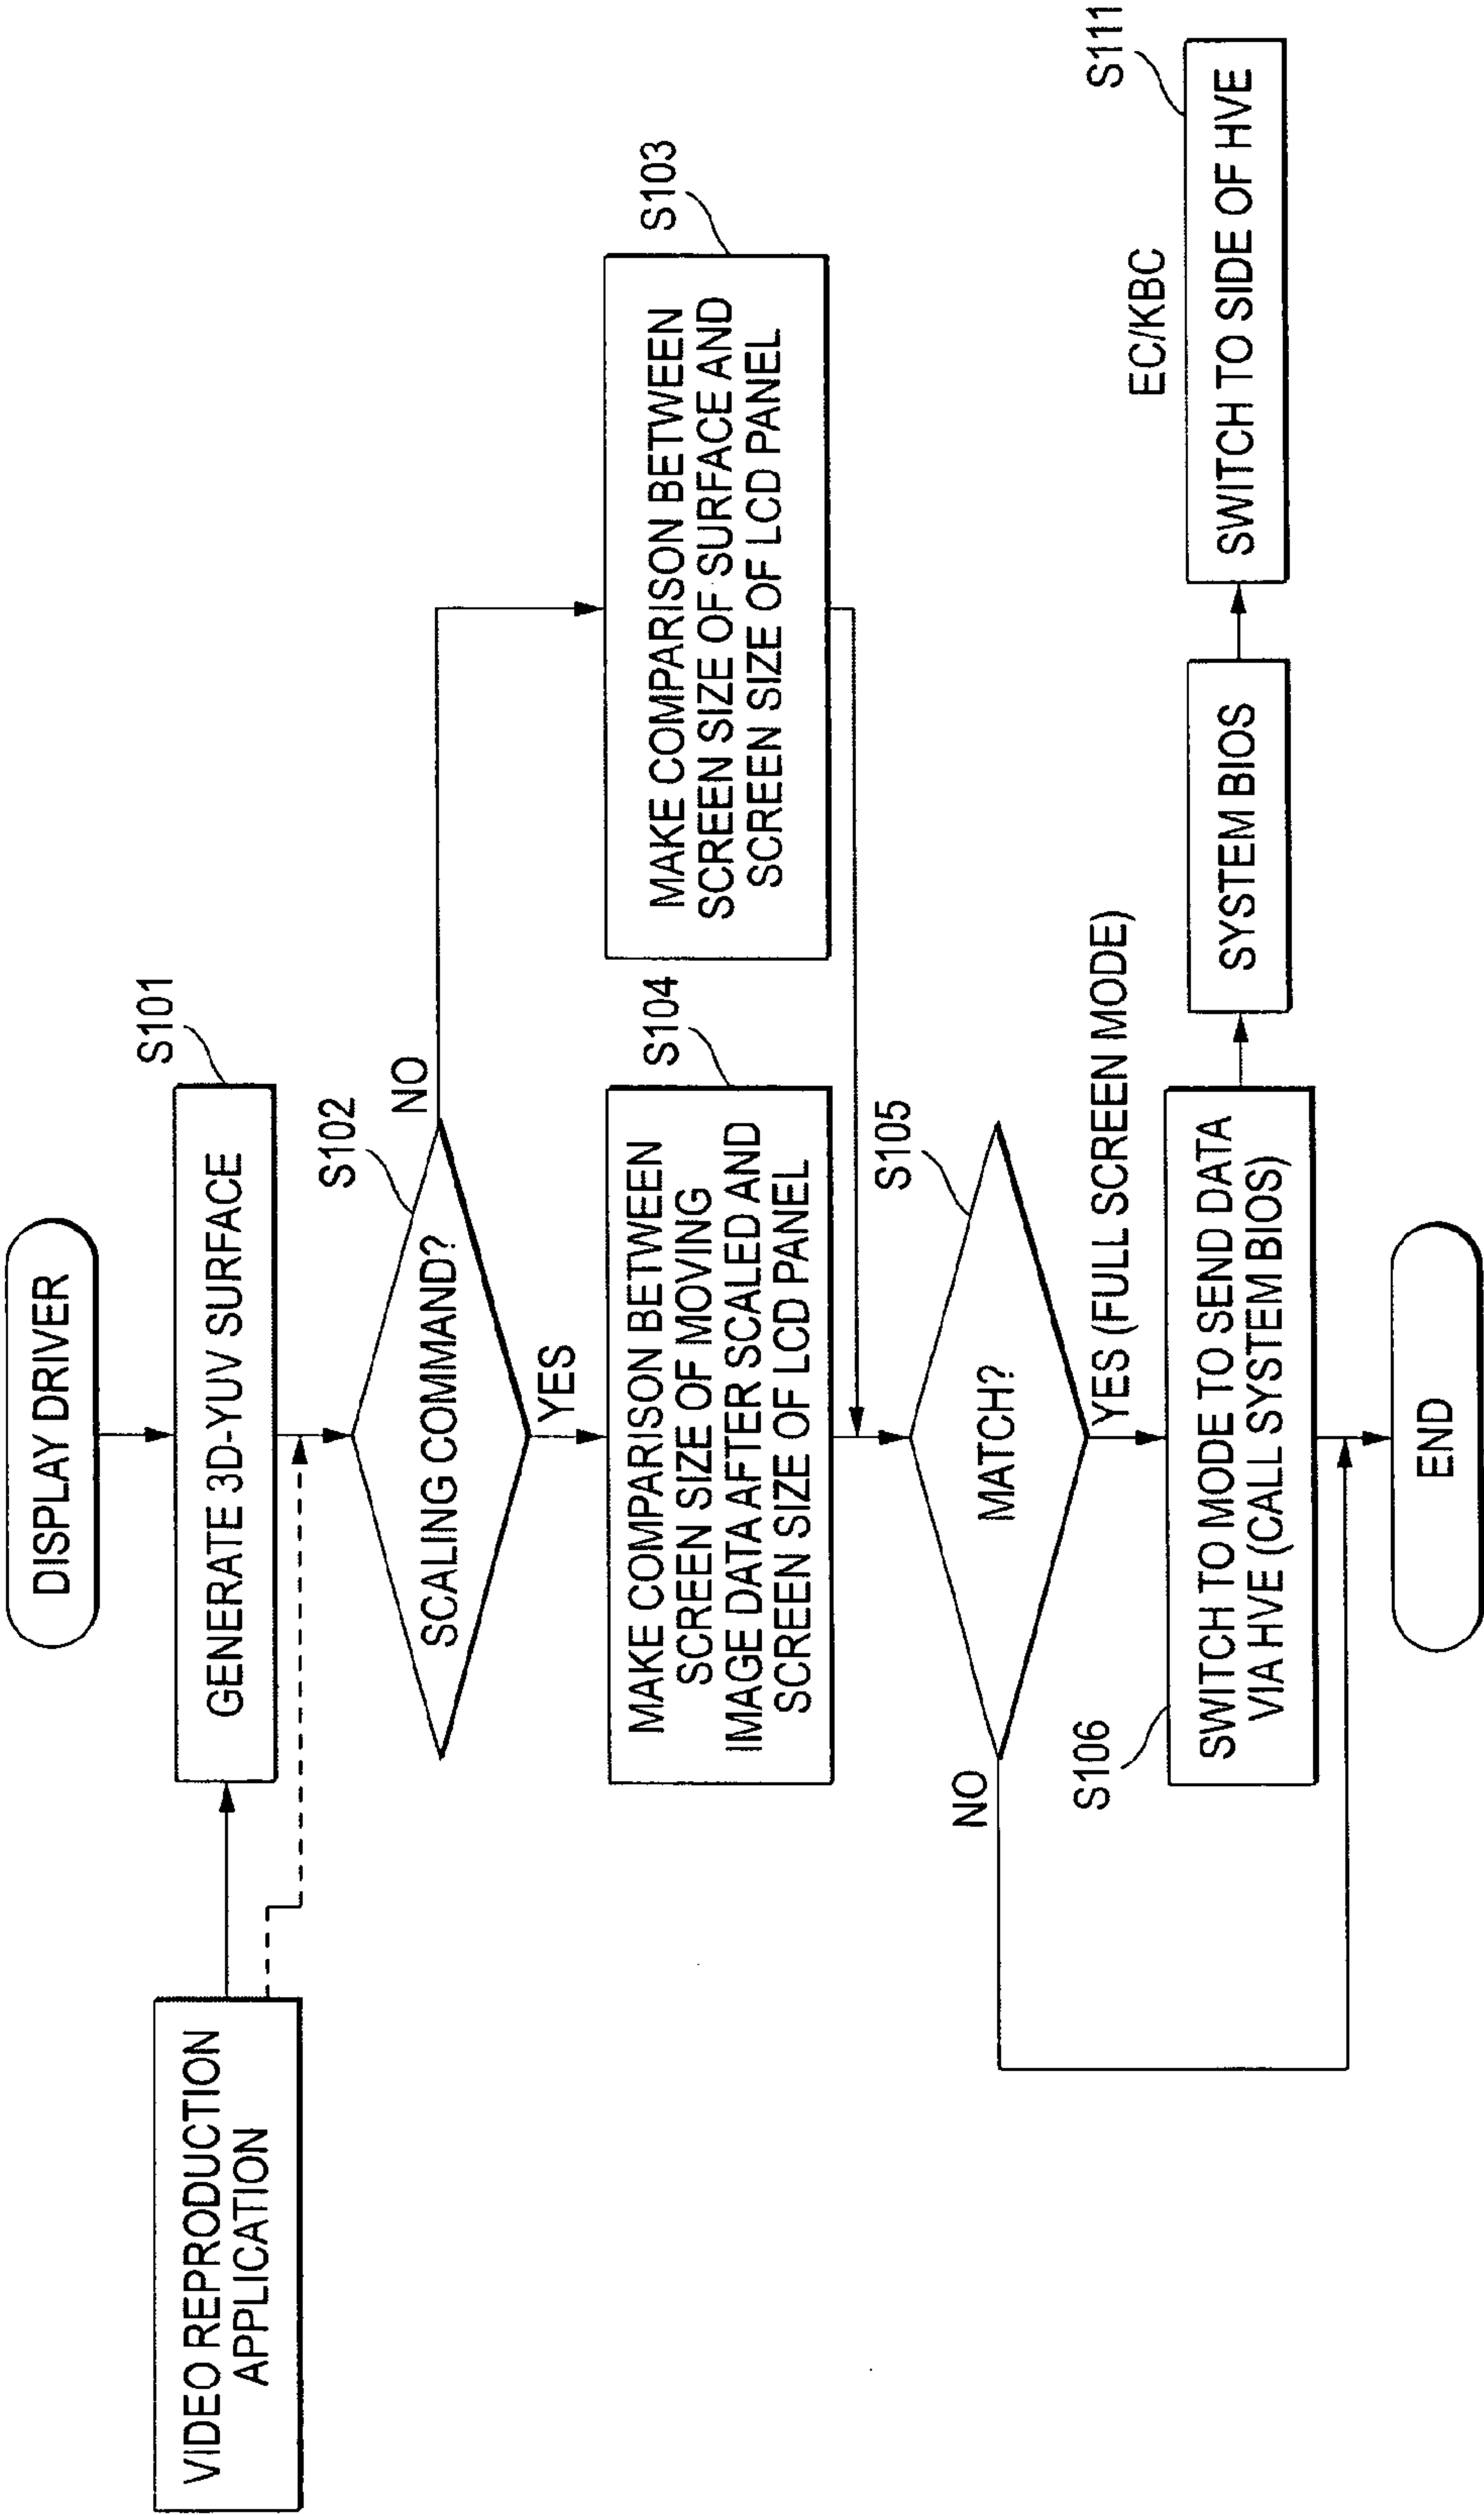 DISPLAY DRIVER
VIDEO REPRODUCTION
APPLICATION
GENERATE 3D-YUV SURFACE
S101
SCALING COMMAND?
S102
NO
YES
MAKE COMPARISON BETWEEN
SCREEN SIZE OF MOVING
IMAGE DATA AFTER SCALED AND
SCREEN SIZE OF LCD PANEL
S104
MAKE COMPARISON BETWEEN
SCREEN SIZE OF SURFACE AND
SCREEN SIZE OF LCD PANEL
S103
MATCH?
S105
NO
YES (FULL SCREEN MODE)
S106
SWITCH TO MODE TO SEND DATA
VIA HVE (CALL SYSTEM BIOS)
SYSTEM BIOS
EC/KBC
SWITCH TO SIDE OF HVE
S111
END